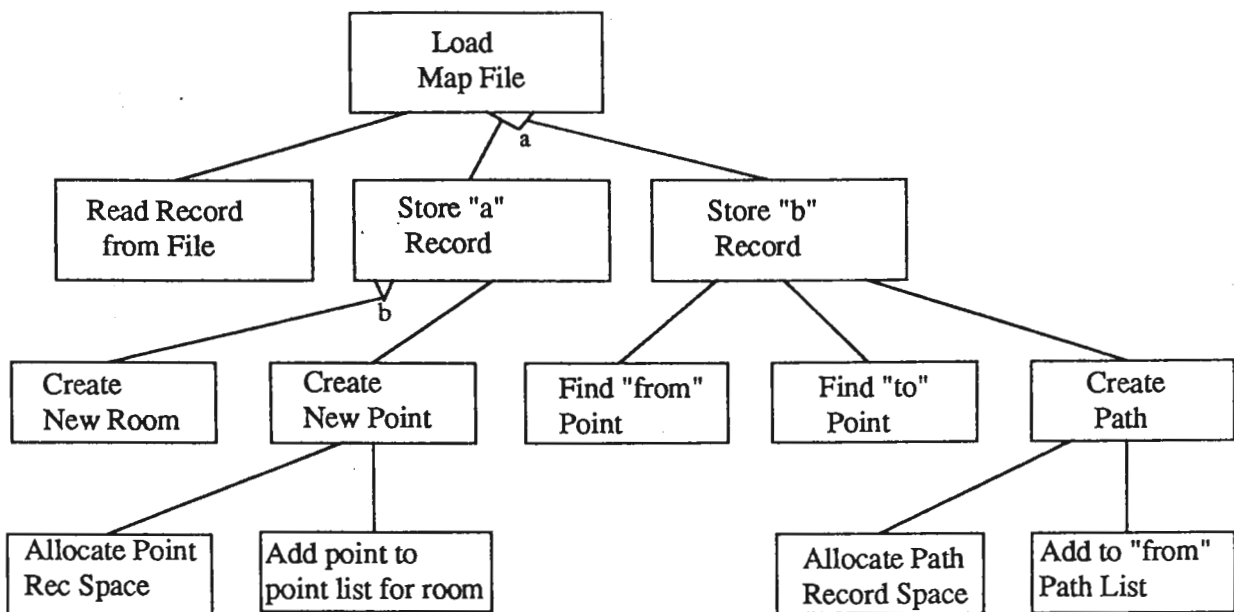 Load
Map File
a
Read Record
from File
Store "a"
Record
Store "b"
Record
b
Create
New Room
Create
New Point
Find "from"
Point
Find "to"
Point
Create
Path
Allocate Point
Rec Space
Add point to
point list for room
Allocate Path
Record Space
Add to "from"
Path List